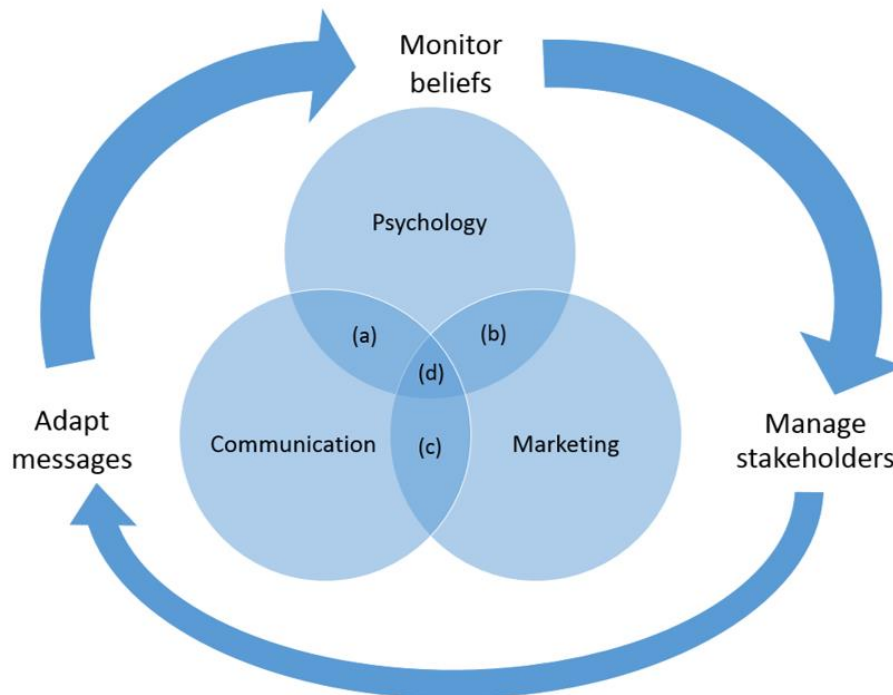 Monitor
beliefs
Psychology
(a)
(b)
(d)
Adapt
messages
Communication
(c)
Marketing
Manage
stakeholders